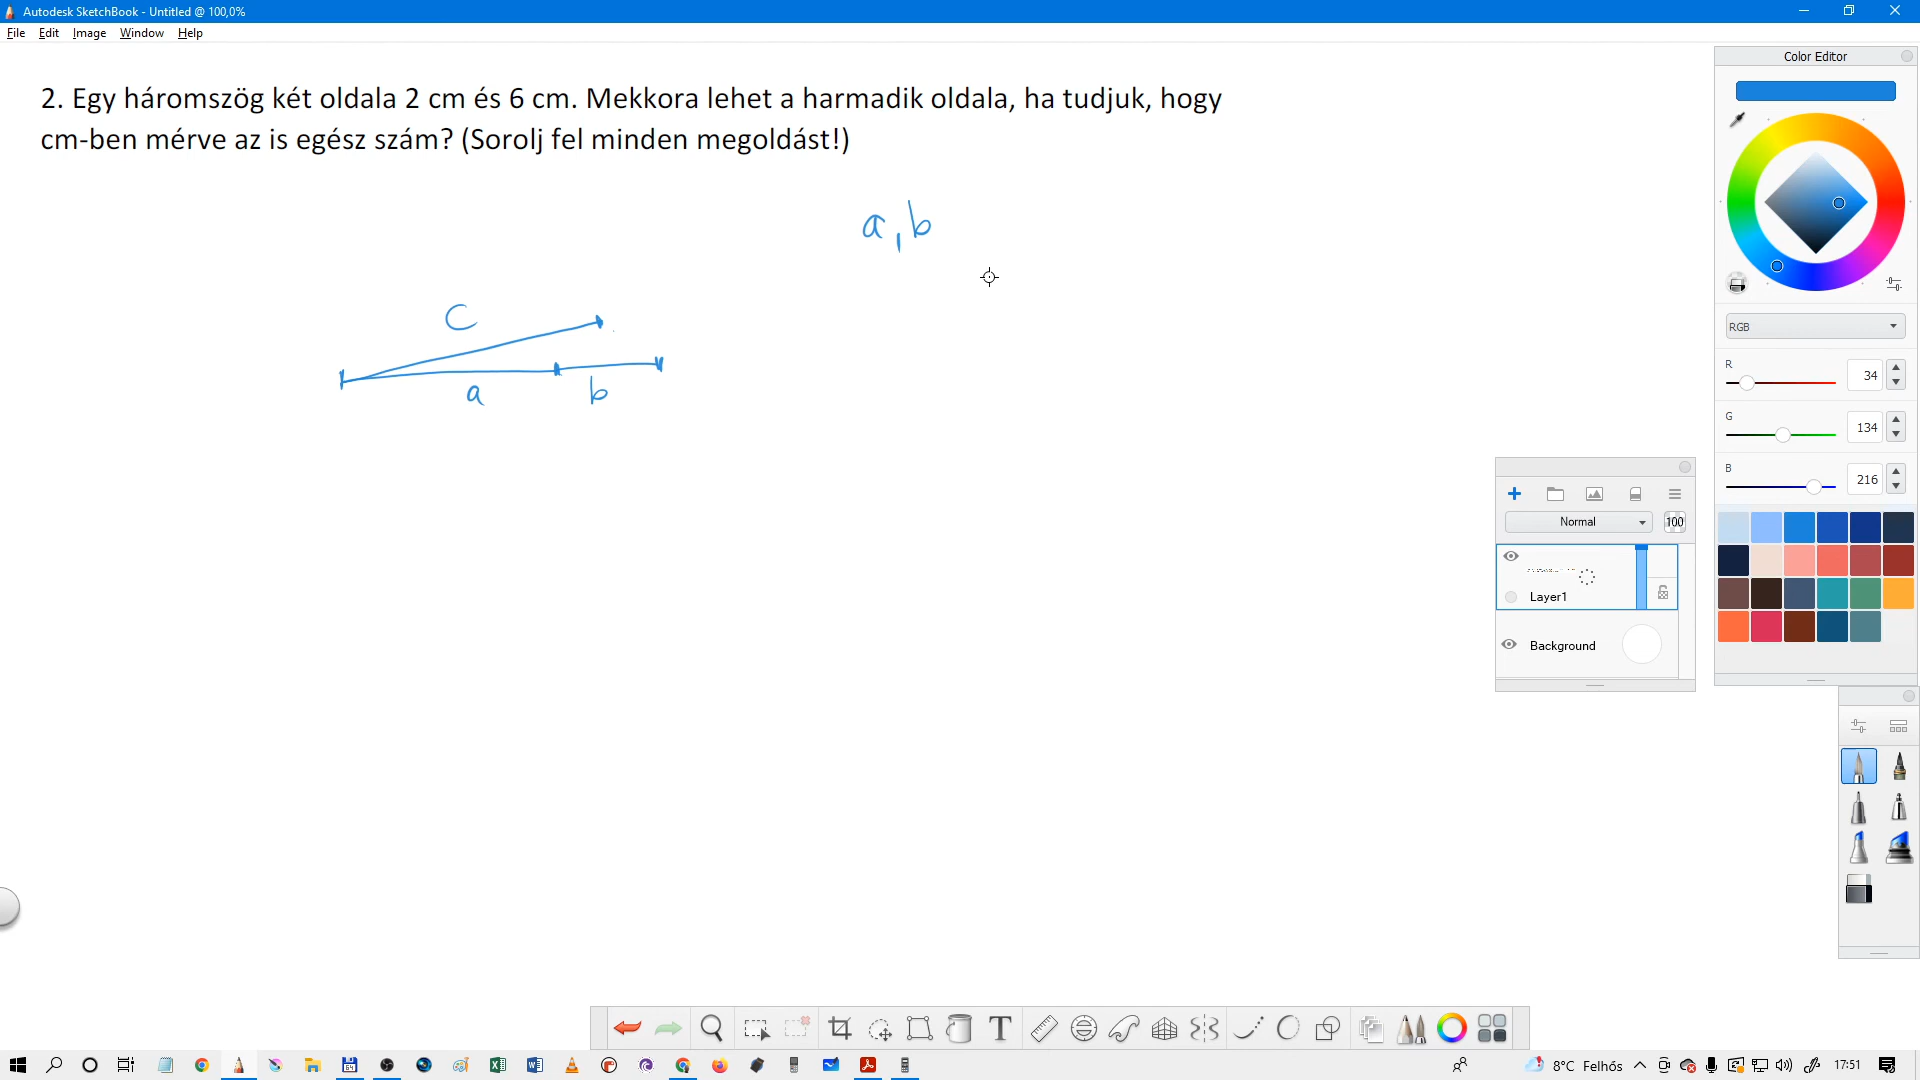 Autodesk SketchBook - Untitled @ 100,0%
File Edit Image Window Help
Color Editor
2. Egy háromszög két oldala 2 cm és 6 cm. Mekkora lehet a harmadik oldala, ha tudjuk, hogy
cm-ben mérve az is egész szám? (Sorolj fel minden megoldást!)
a, b
c
a
b
RGB
R 34
G 134
B 216
Normal 100
Layer1
Background
8°C Felhős 17:51